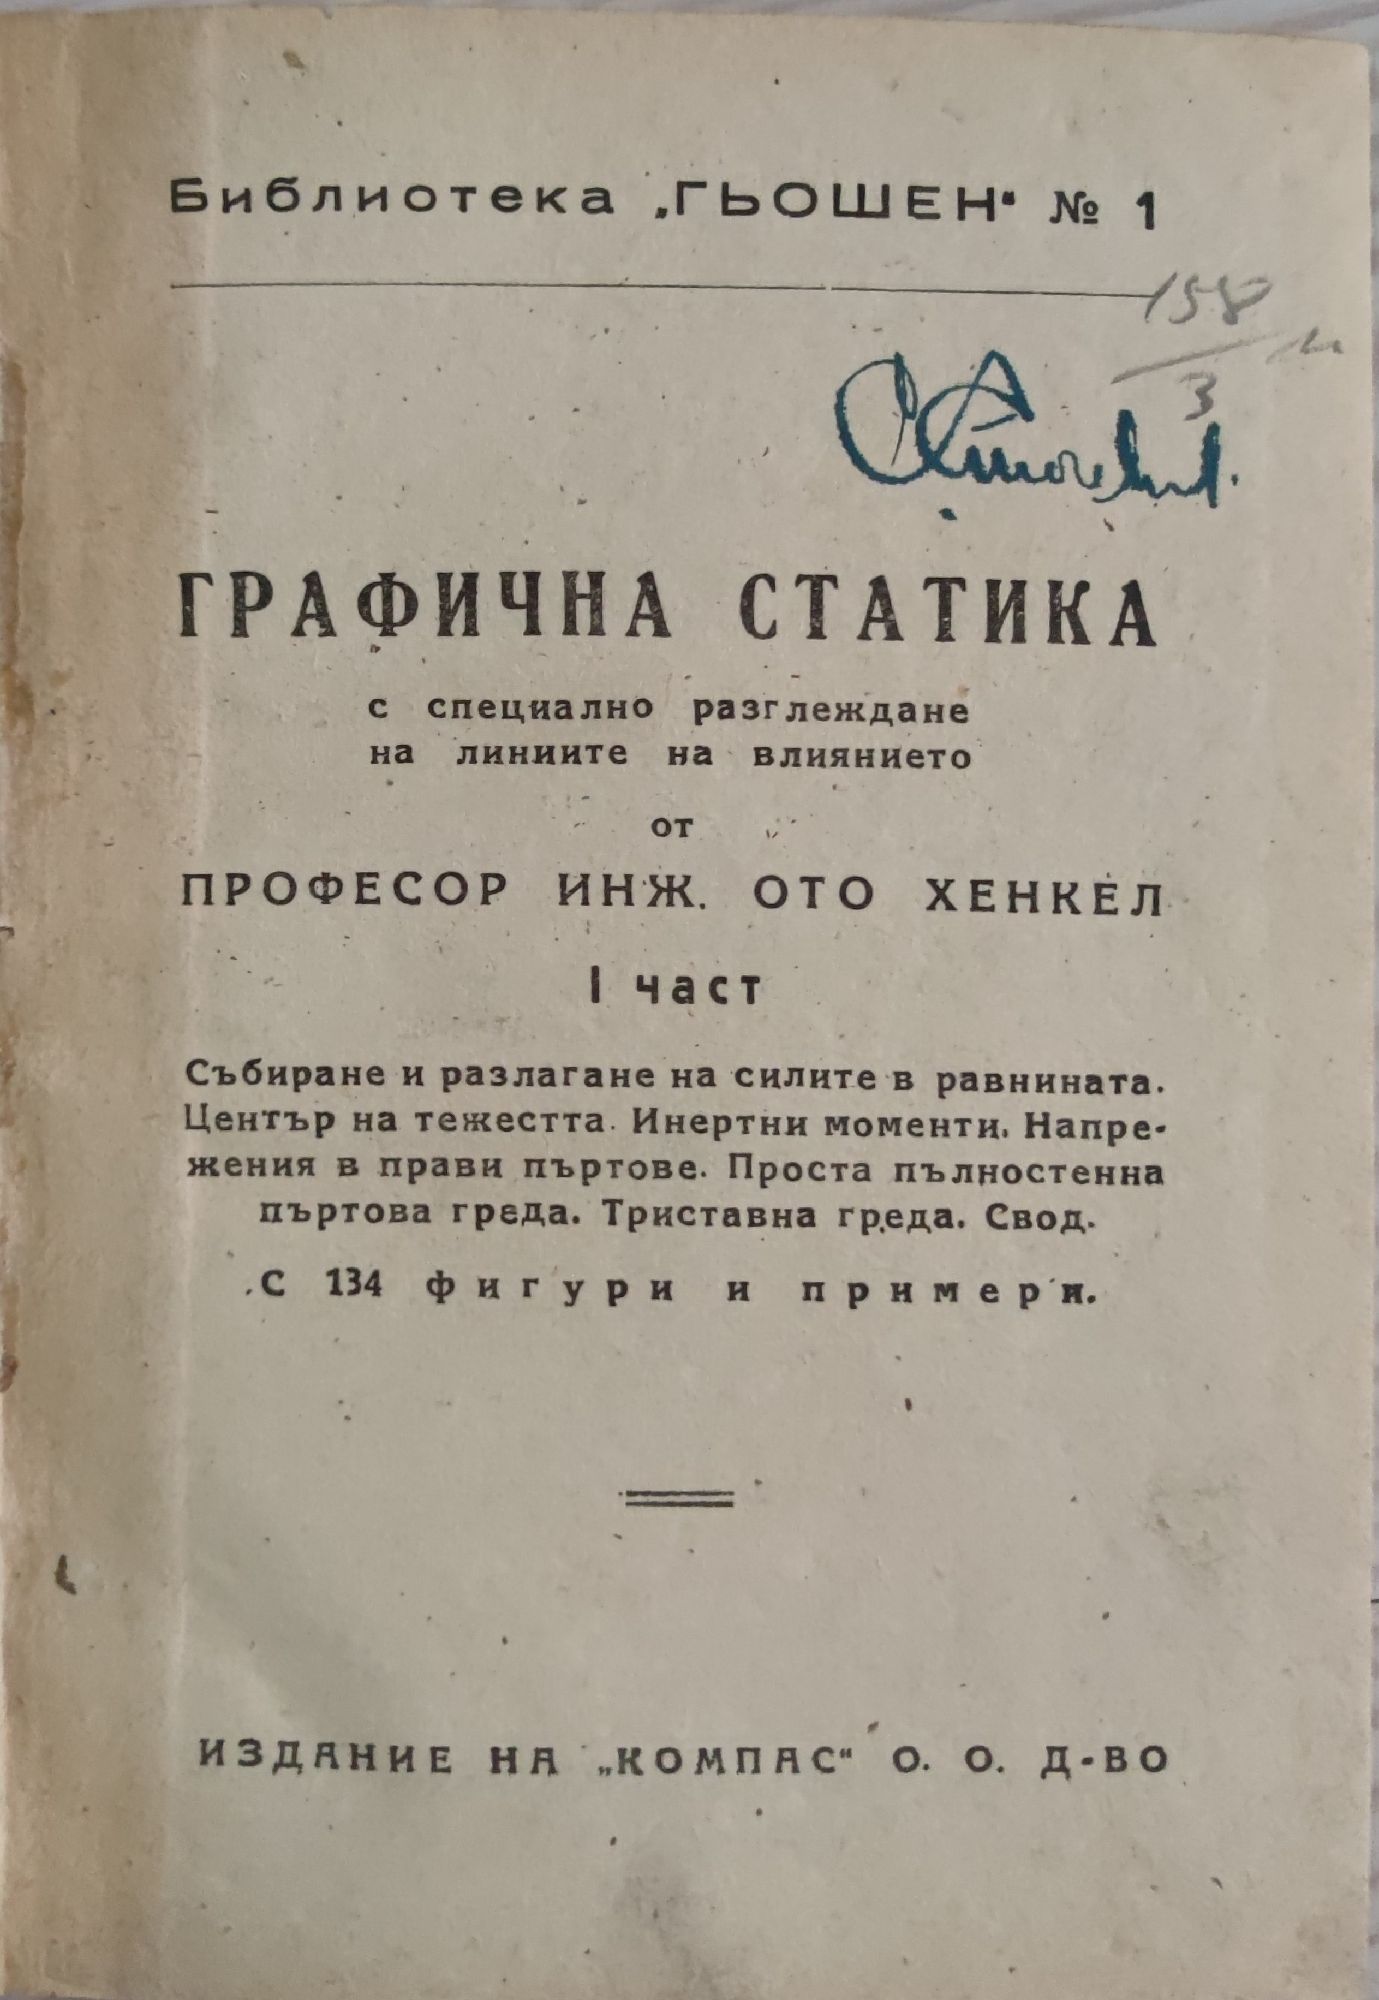 Библиотека „ГЬОШЕН“ № 1
158
3
ГРАФИЧНА СТАТИКА
с специално разглеждане
на линиите на влиянието
от
ПРОФЕСОР ИНЖ. ОТО ХЕНКЕЛ
I част
Събиране и разлагане на силите в равнината.
Център на тежестта. Инертни моменти. Напре-
жения в прави пъртове. Проста пълностенна
пъртова греда. Триставна греда. Свод.
С 134 фигури и примери.
ИЗДАНИЕ НА „КОМПАС“ О. О. Д-ВО